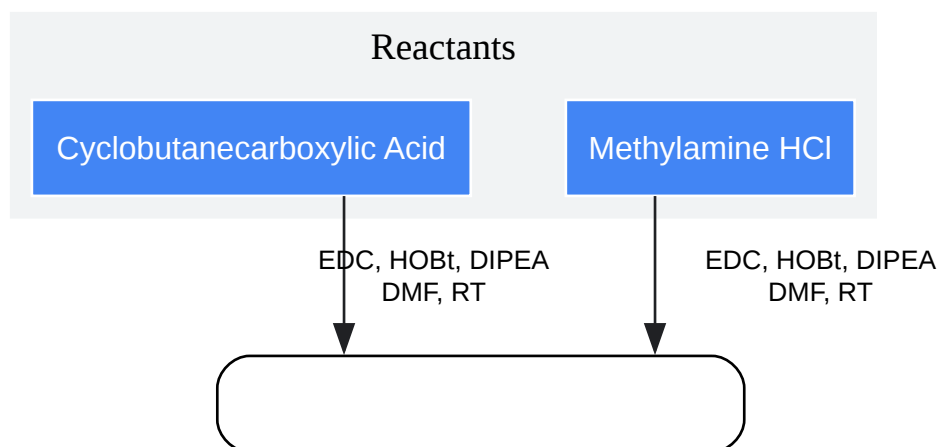 Reactants
Cyclobutanecarboxylic Acid
Methylamine HCl
EDC, HOBt, DIPEA
DMF, RT
EDC, HOBt, DIPEA
DMF, RT